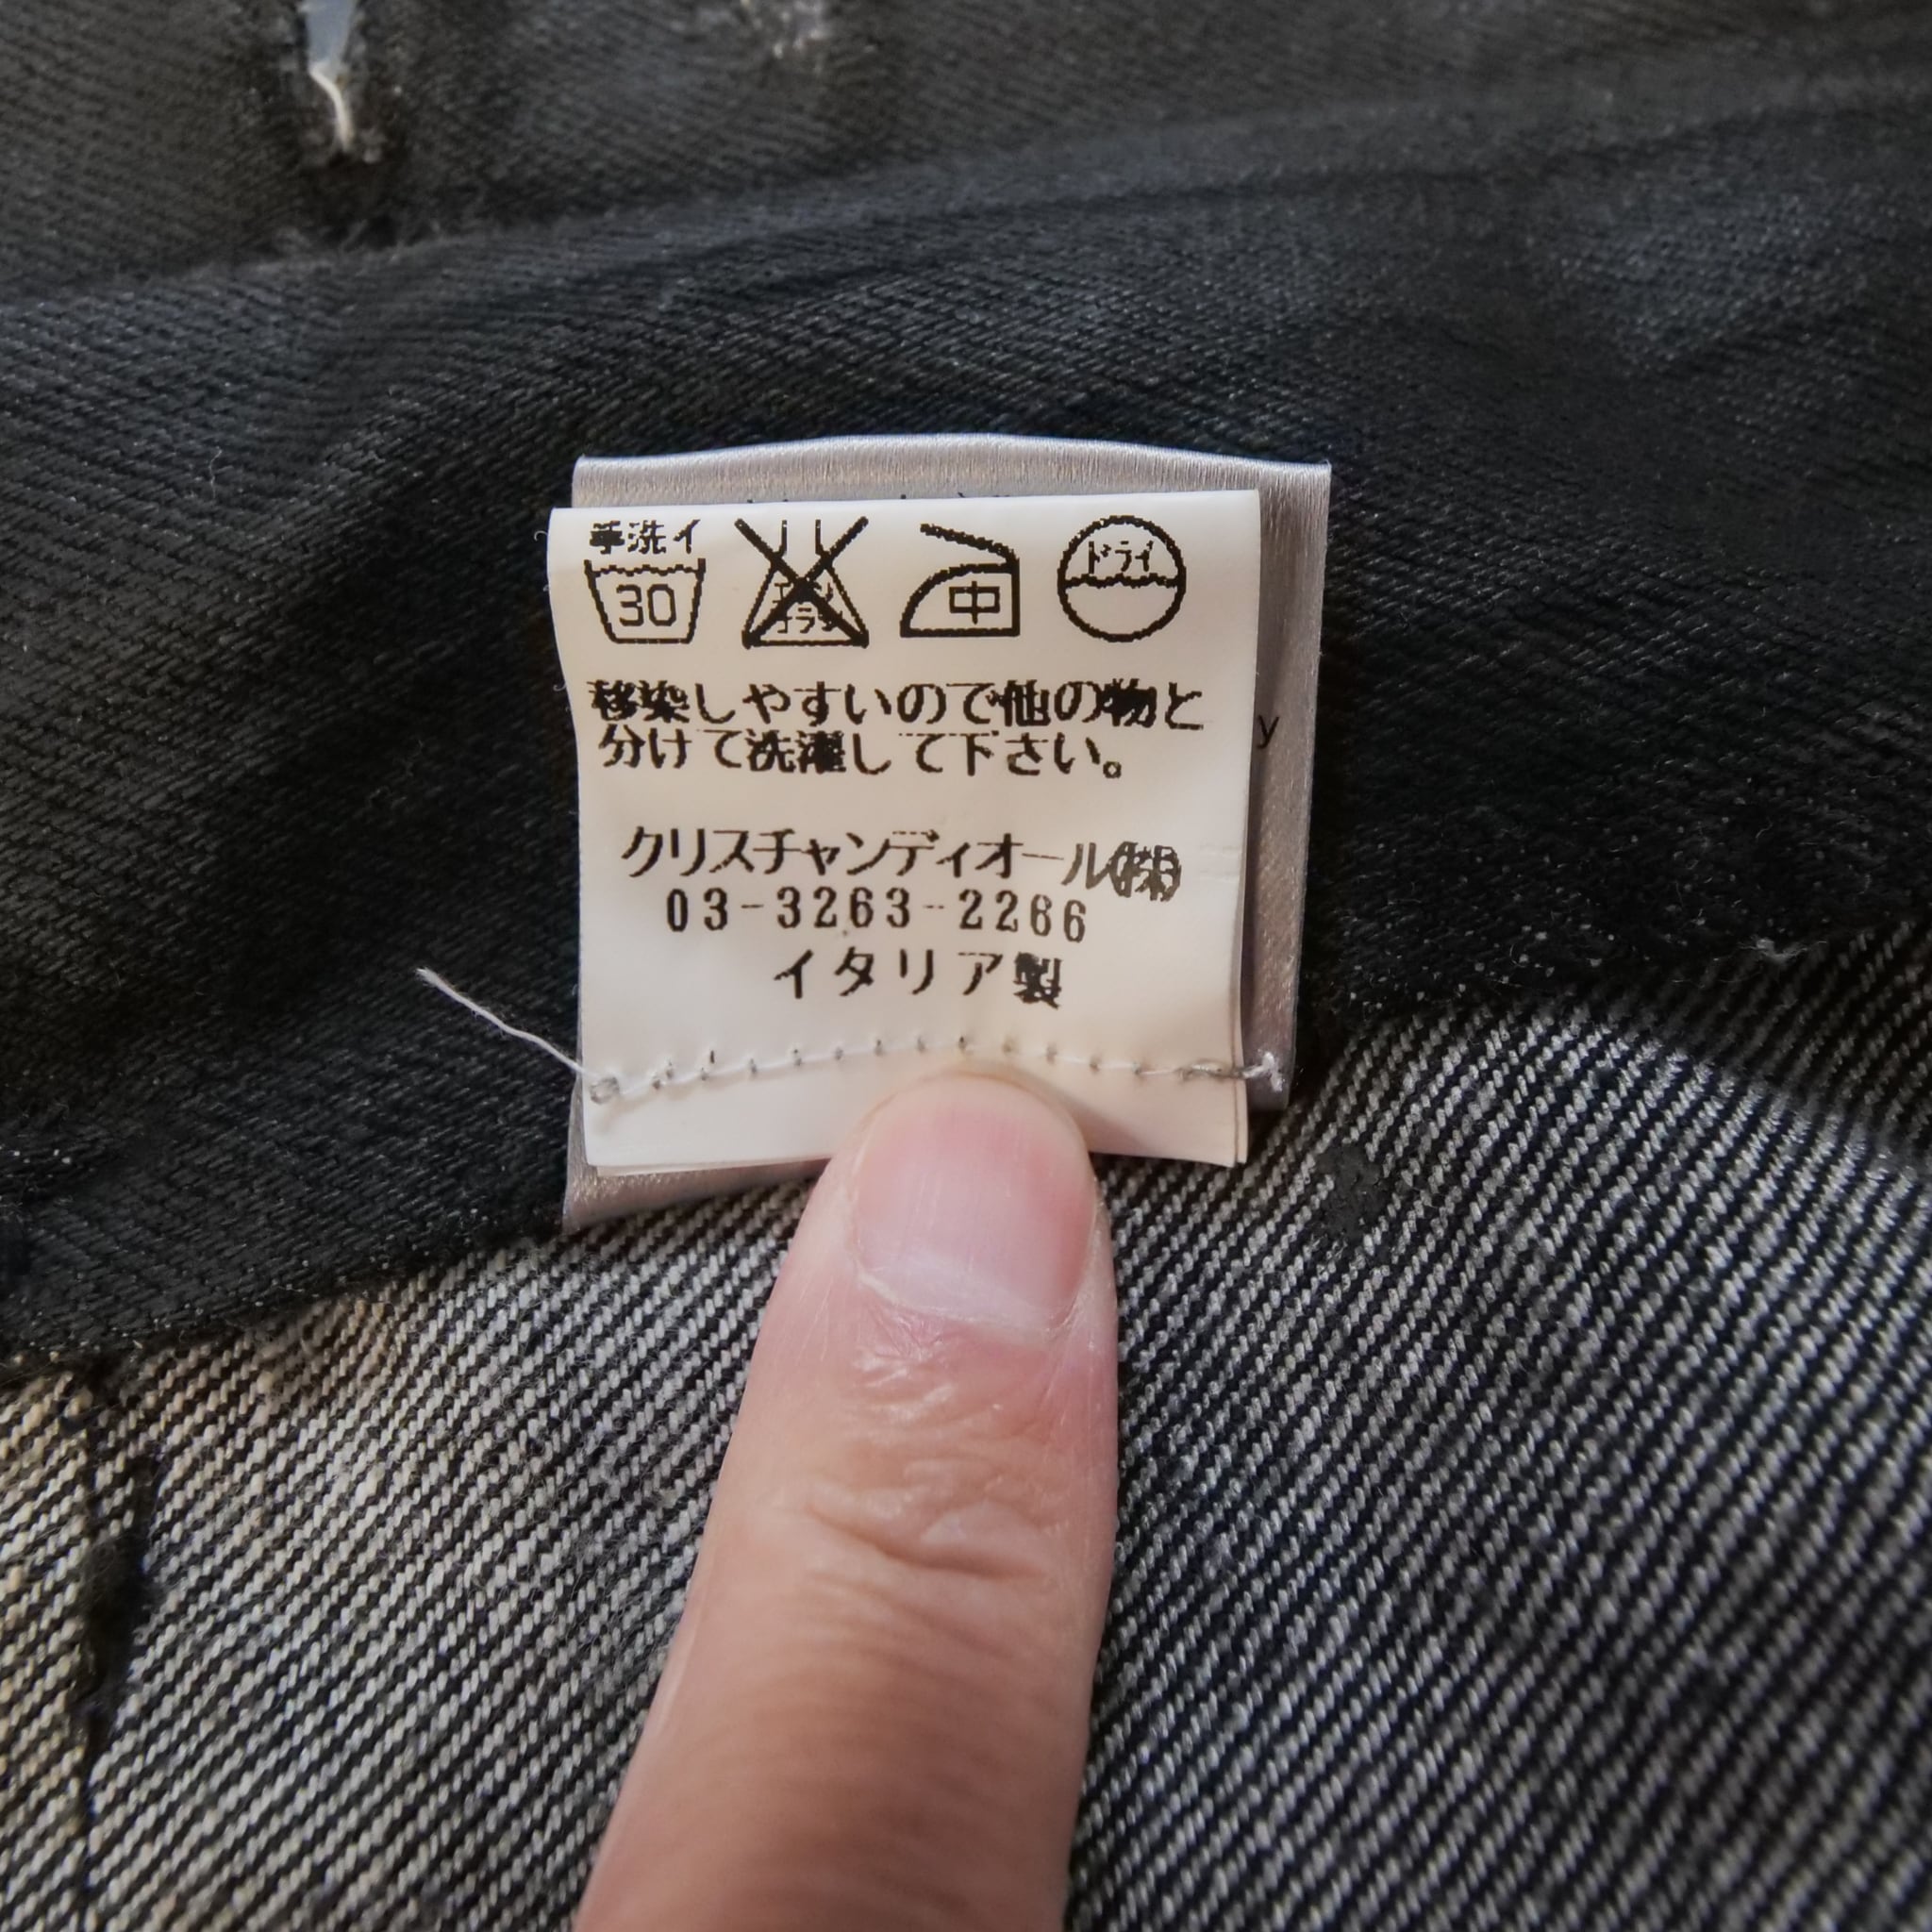 手洗イ
30 エンソサラシ 中 ドライ
移染しやすいので他の物と
分けて洗濯して下さい。
クリスチャンディオール㈱
03-3263-2266
イタリア製
y